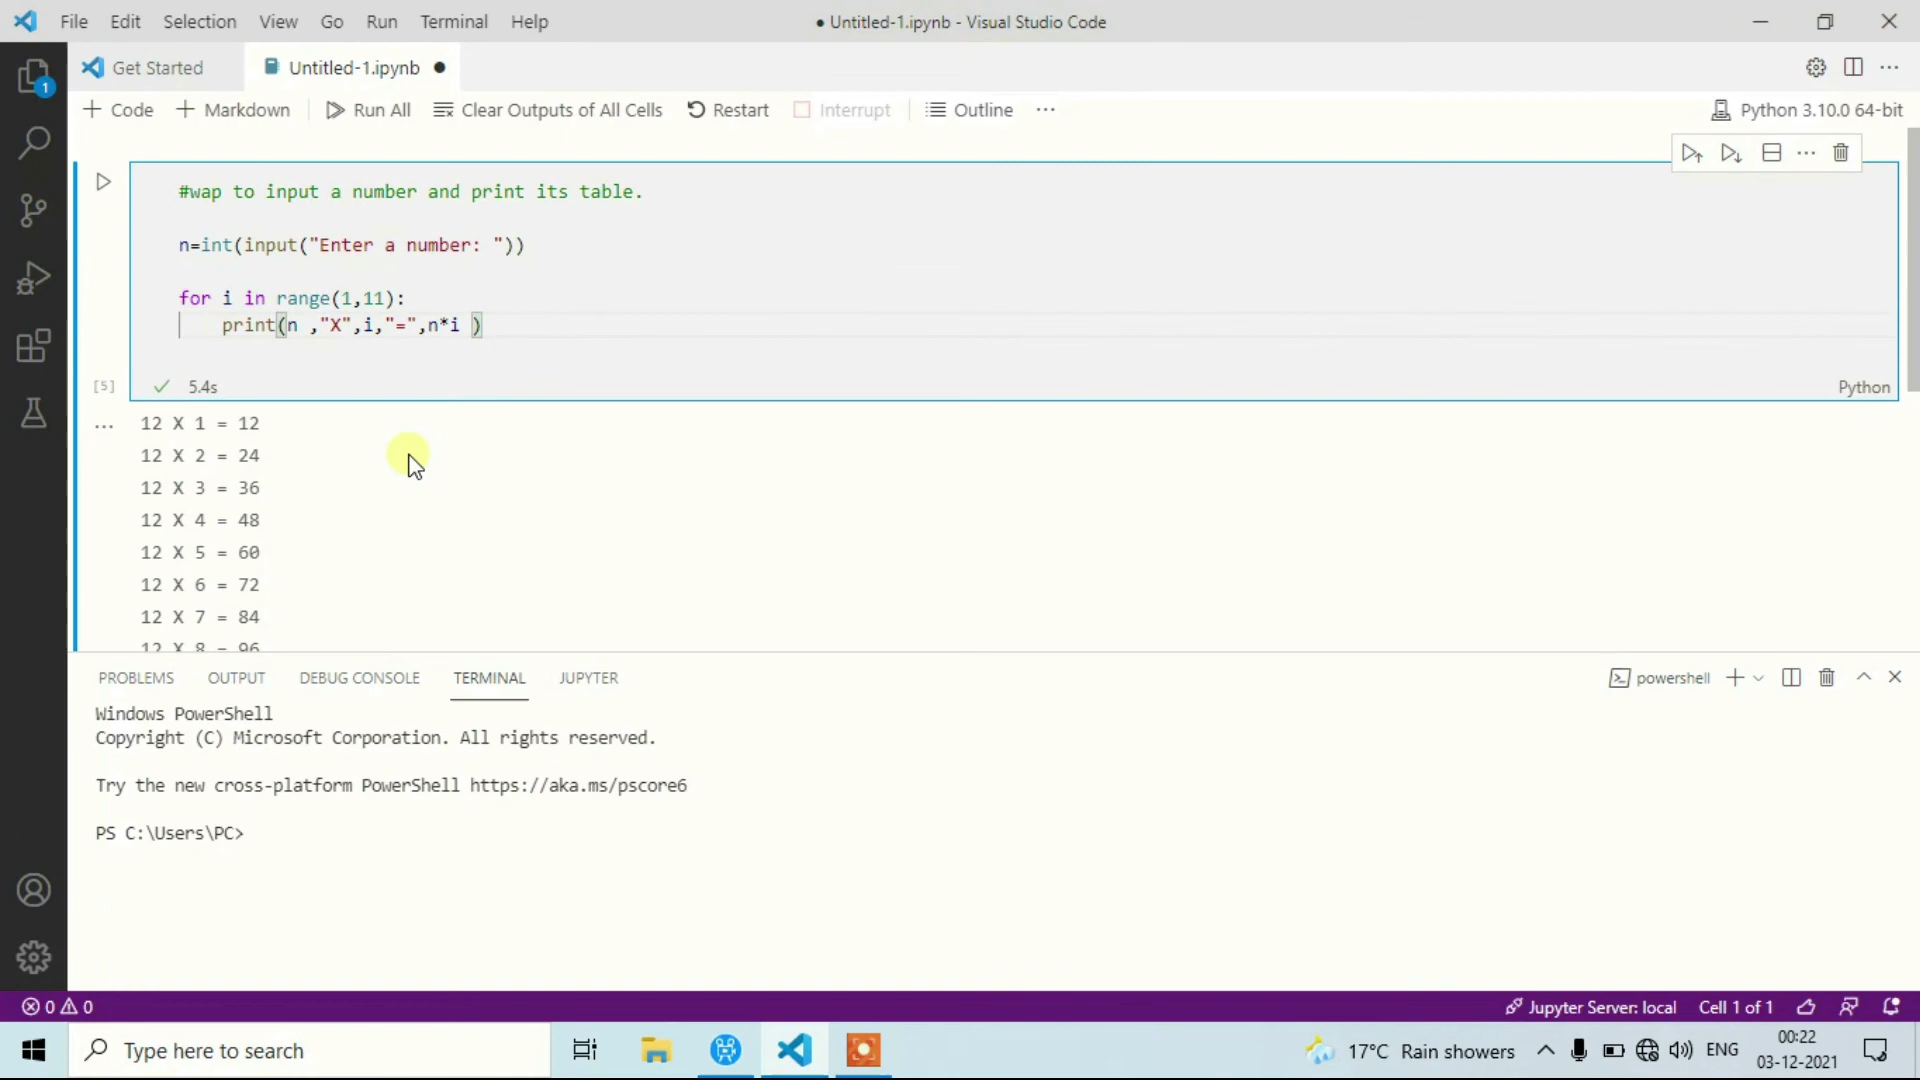 File Edit Selection View Go Run Terminal Help
● Untitled-1.ipynb - Visual Studio Code
Get Started
Untitled-1.ipynb ●
1
+ Code + Markdown Run All Clear Outputs of All Cells Restart Interrupt Outline ...
Python 3.10.0 64-bit
#wap to input a number and print its table.
n=int(input("Enter a number: "))
for i in range(1,11):
print(n ,"X",i,"=",n*i )
[5] ✓ 5.4s
Python
... 12 X 1 = 12
12 X 2 = 24
12 X 3 = 36
12 X 4 = 48
12 X 5 = 60
12 X 6 = 72
12 X 7 = 84
12 X 8 = 96
PROBLEMS OUTPUT DEBUG CONSOLE TERMINAL JUPYTER
powershell
Windows PowerShell
Copyright (C) Microsoft Corporation. All rights reserved.
Try the new cross-platform PowerShell https://aka.ms/pscore6
PS C:\Users\PC>
0 0
Jupyter Server: local Cell 1 of 1
Type here to search
17°C Rain showers
ENG
00:22
03-12-2021